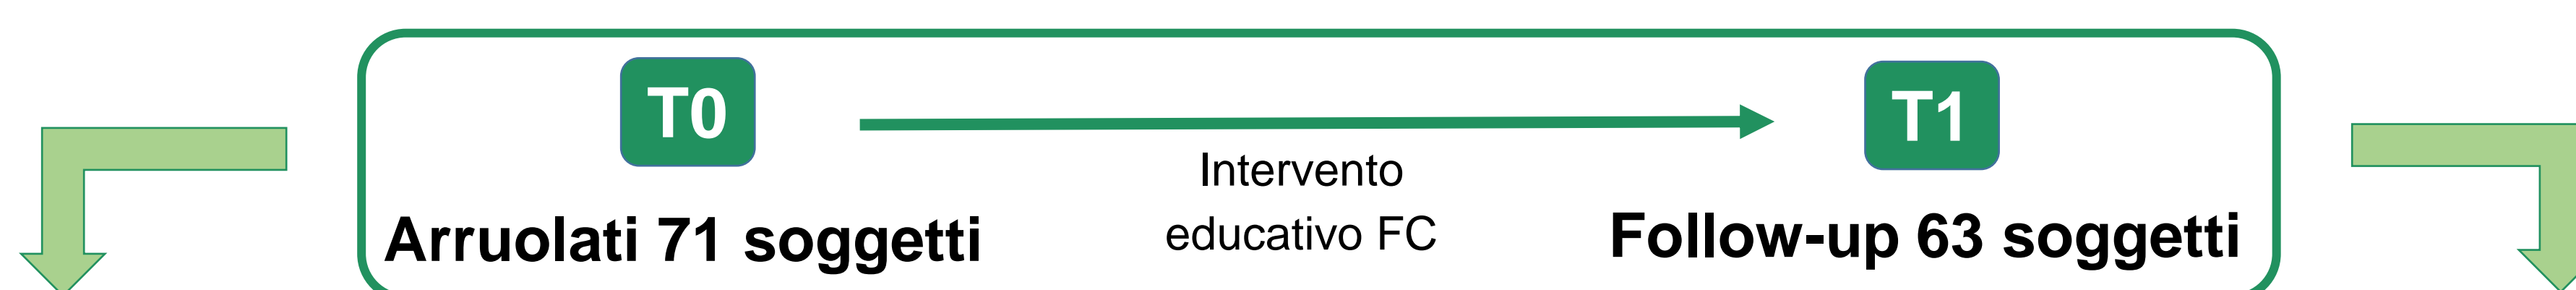 T0
T1
Intervento
educativo FC
Arruolati 71 soggetti
Follow-up 63 soggetti